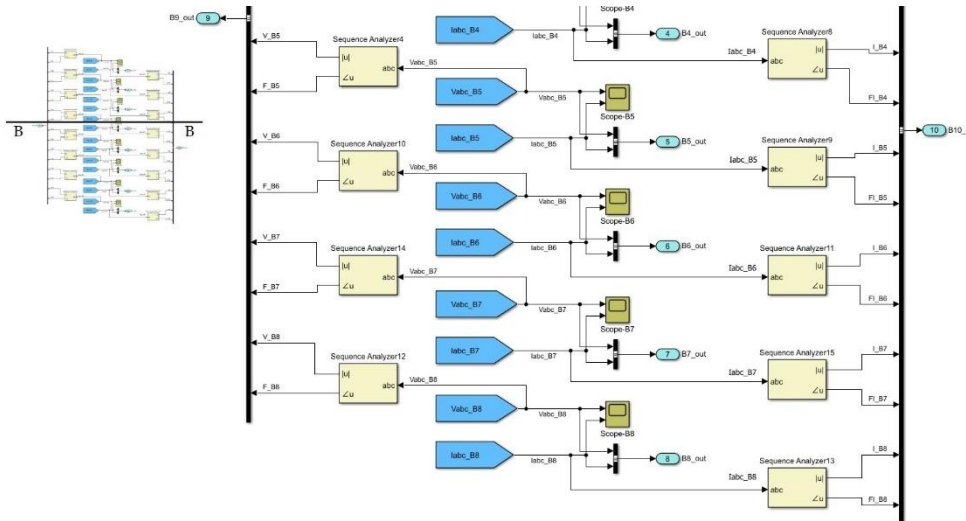 B9_out
9
V_B5
Sequence Analyzer4
|u|
abc
∠u
F_B5
Vabc_B5
V_B6
Sequence Analyzer10
|u|
abc
∠u
F_B6
Vabc_B6
V_B7
Sequence Analyzer14
|u|
abc
∠u
F_B7
Vabc_B7
V_B8
Sequence Analyzer12
|u|
abc
∠u
F_B8
Vabc_B8
B
B
Scope-B4
Iabc_B4
Iabc_B4
4
B4_out
Vabc_B5
Vabc_B5
Scope-B5
Iabc_B5
Iabc_B5
5
B5_out
Vabc_B6
Vabc_B6
Scope-B6
Iabc_B6
Iabc_B6
6
B6_out
Vabc_B7
Vabc_B7
Scope-B7
Iabc_B7
Iabc_B7
7
B7_out
Vabc_B8
Vabc_B8
Scope-B8
Iabc_B8
Iabc_B8
8
B8_out
Iabc_B4
Sequence Analyzer8
|u|
abc
∠u
I_B4
FI_B4
10
B10_
Iabc_B5
Sequence Analyzer9
|u|
abc
∠u
I_B5
FI_B5
Iabc_B6
Sequence Analyzer11
|u|
abc
∠u
I_B6
FI_B6
Iabc_B7
Sequence Analyzer15
|u|
abc
∠u
I_B7
FI_B7
Iabc_B8
Sequence Analyzer13
|u|
abc
∠u
I_B8
FI_B8